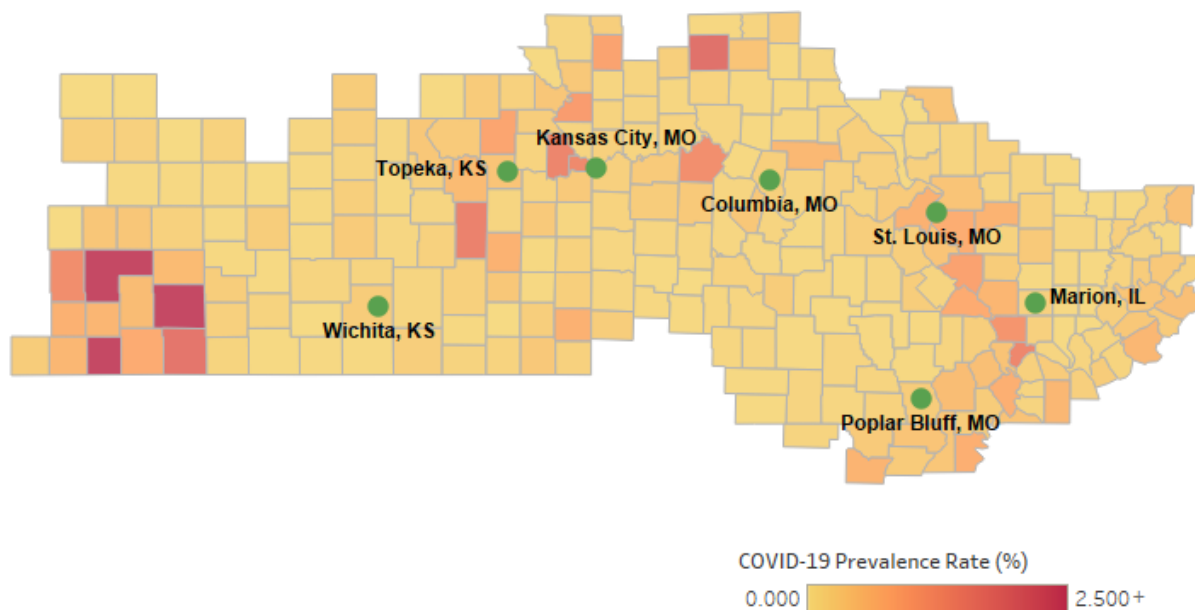 Kansas City, MO
Topeka, KS
Columbia, MO
St. Louis, MO
Marion, IL
Wichita, KS
Poplar Bluff, MO
COVID-19 Prevalence Rate (%)
0.000 2.500+